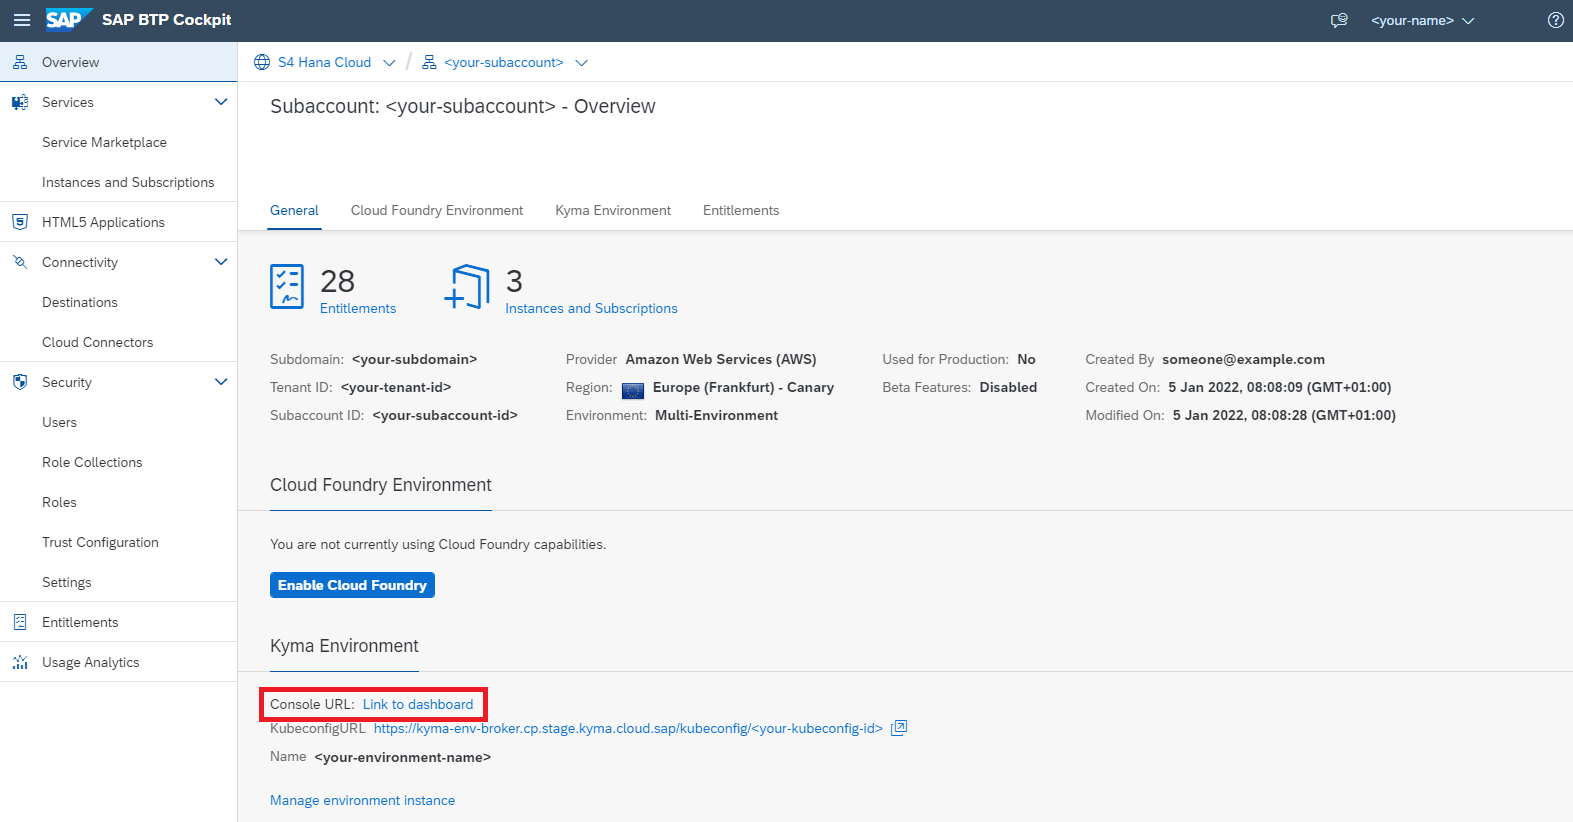 SAP SAP BTP Cockpit
<your-name>
Overview
Services
Service Marketplace
Instances and Subscriptions
HTML5 Applications
Connectivity
Destinations
Cloud Connectors
Security
Users
Role Collections
Roles
Trust Configuration
Settings
Entitlements
Usage Analytics
S4 Hana Cloud / <your-subaccount>
Subaccount: <your-subaccount> - Overview
General Cloud Foundry Environment Kyma Environment Entitlements
28
Entitlements
3
Instances and Subscriptions
Subdomain: <your-subdomain>
Tenant ID: <your-tenant-id>
Subaccount ID: <your-subaccount-id>
Provider Amazon Web Services (AWS)
Region: Europe (Frankfurt) - Canary
Environment: Multi-Environment
Used for Production: No
Beta Features: Disabled
Created By someone@example.com
Created On: 5 Jan 2022, 08:08:09 (GMT+01:00)
Modified On: 5 Jan 2022, 08:08:28 (GMT+01:00)
Cloud Foundry Environment
You are not currently using Cloud Foundry capabilities.
Enable Cloud Foundry
Kyma Environment
Console URL: Link to dashboard
KubeconfigURL https://kyma-env-broker.cp.stage.kyma.cloud.sap/kubeconfig/<your-kubeconfig-id>
Name <your-environment-name>
Manage environment instance